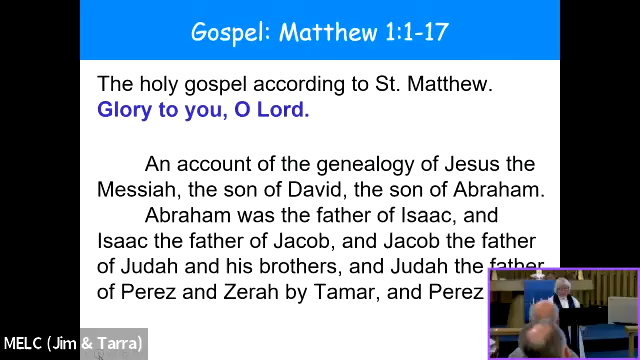 Gospel: Matthew 1:1-17
The holy gospel according to St. Matthew.
Glory to you, O Lord.
An account of the genealogy of Jesus the
Messiah, the son of David, the son of Abraham.
Abraham was the father of Isaac, and
Isaac the father of Jacob, and Jacob the father
of Judah and his brothers, and Judah the father
of Perez and Zerah by Tamar, and Perez
MELC (Jim & Tarra)